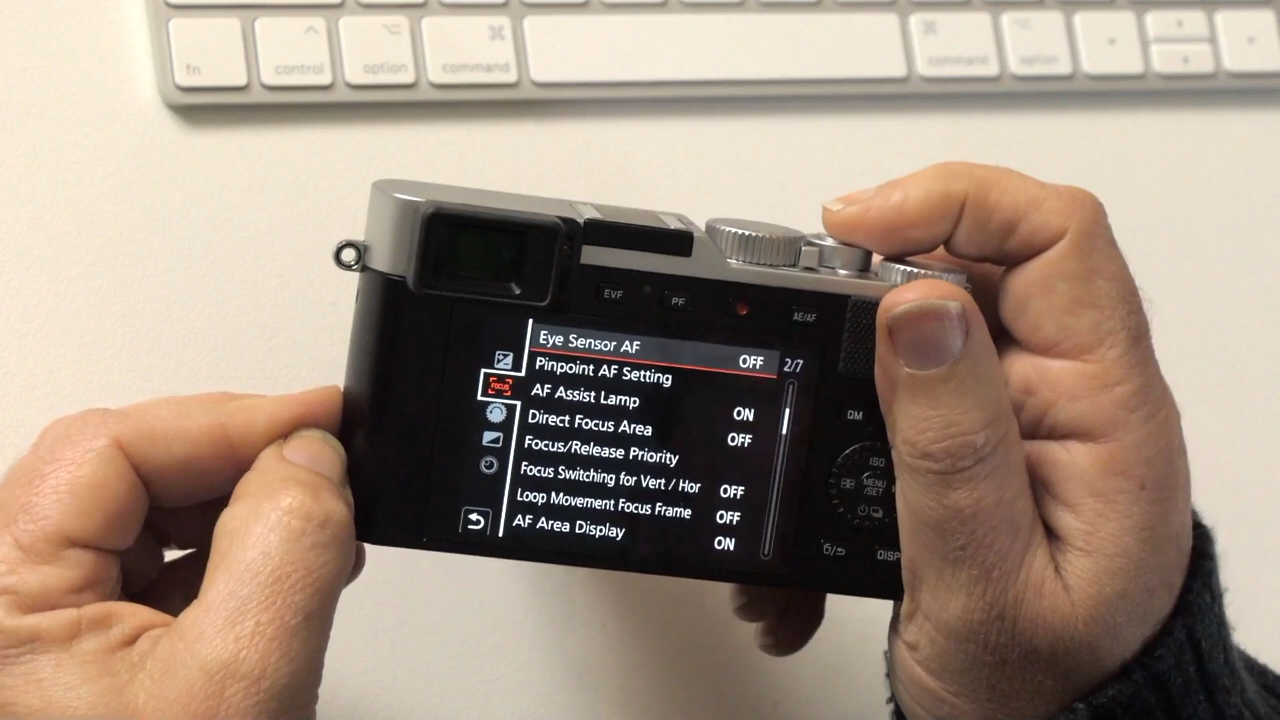 fn
control
option
command
command
option
EVF
PF
AE/AF
Eye Sensor AF OFF 2/7
Pinpoint AF Setting
AF Assist Lamp ON
FOCUS
Direct Focus Area OFF
Focus/Release Priority
Focus Switching for Vert / Hor OFF
Loop Movement Focus Frame OFF
AF Area Display ON
QM
ISO
MENU
/SET
DISP